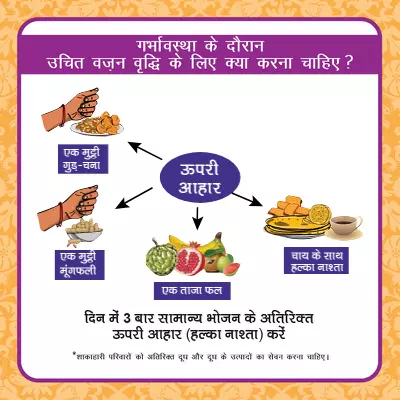 गर्भावस्था के दौरान
उचित वज़न वृद्धि के लिए क्या करना चाहिए ?
एक मुट्ठी
गुड़-चना
ऊपरी
आहार
एक मुट्ठी
मूंगफली
एक ताजा फल
चाय के साथ
हल्का नाश्ता
दिन में 3 बार सामान्य भोजन के अतिरिक्त
ऊपरी आहार (हल्का नाश्ता) करें
*शाकाहारी परिवारों को अतिरिक्त दूध और दूध के उत्पादों का सेवन करना चाहिए।